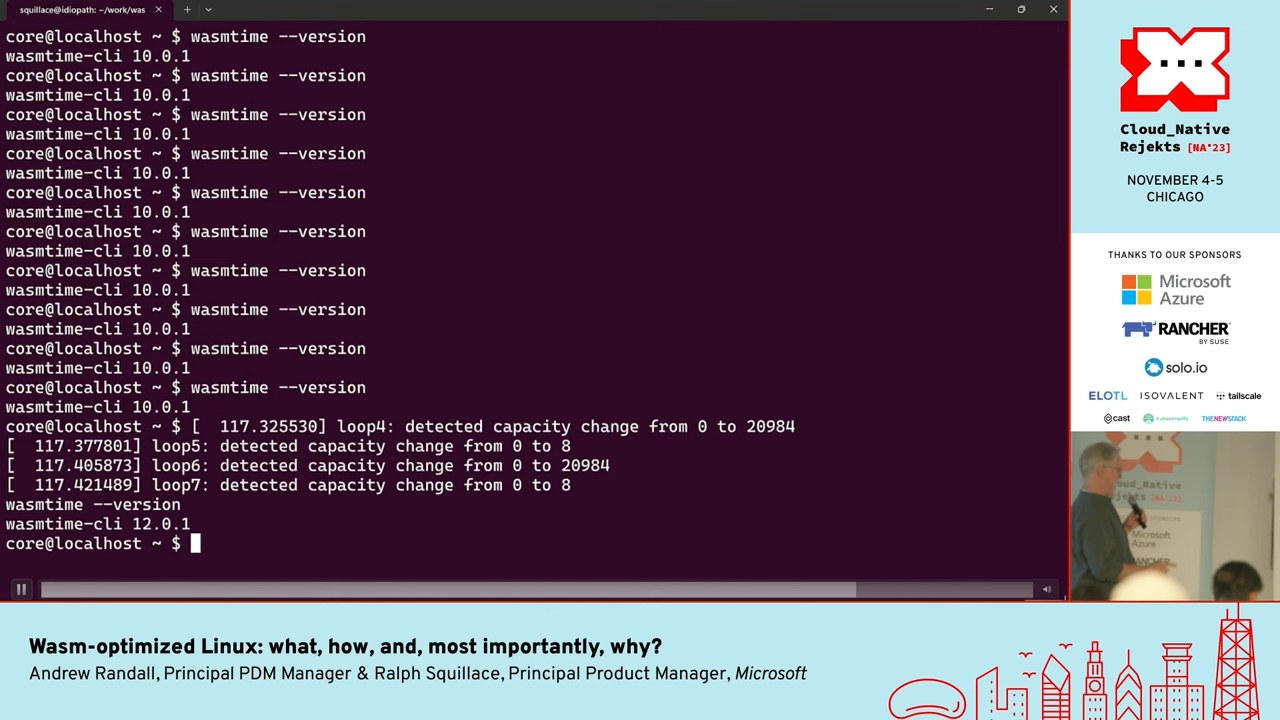 squillace@idiopath: ~/work/was
core@localhost ~ $ wasmtime --version
wasmtime-cli 10.0.1
core@localhost ~ $ wasmtime --version
wasmtime-cli 10.0.1
core@localhost ~ $ wasmtime --version
wasmtime-cli 10.0.1
core@localhost ~ $ wasmtime --version
wasmtime-cli 10.0.1
core@localhost ~ $ wasmtime --version
wasmtime-cli 10.0.1
core@localhost ~ $ wasmtime --version
wasmtime-cli 10.0.1
core@localhost ~ $ wasmtime --version
wasmtime-cli 10.0.1
core@localhost ~ $ wasmtime --version
wasmtime-cli 10.0.1
core@localhost ~ $ wasmtime --version
wasmtime-cli 10.0.1
core@localhost ~ $ wasmtime --version
wasmtime-cli 10.0.1
core@localhost ~ $ [  117.325530] loop4: detected capacity change from 0 to 20984
[  117.377801] loop5: detected capacity change from 0 to 8
[  117.405873] loop6: detected capacity change from 0 to 20984
[  117.421489] loop7: detected capacity change from 0 to 8
wasmtime --version
wasmtime-cli 12.0.1
core@localhost ~ $
Cloud_Native
Rejekts [NA'23]
NOVEMBER 4-5
CHICAGO
THANKS TO OUR SPONSORS
Microsoft
Azure
RANCHER
BY SUSE
solo.io
ELOTL ISOVALENT tailscale
cast kubesimplify THENEWSTACK
Cloud_Native
Rejekts [NA'23]
Microsoft
Azure
Wasm-optimized Linux: what, how, and, most importantly, why?
Andrew Randall, Principal PDM Manager & Ralph Squillace, Principal Product Manager, Microsoft